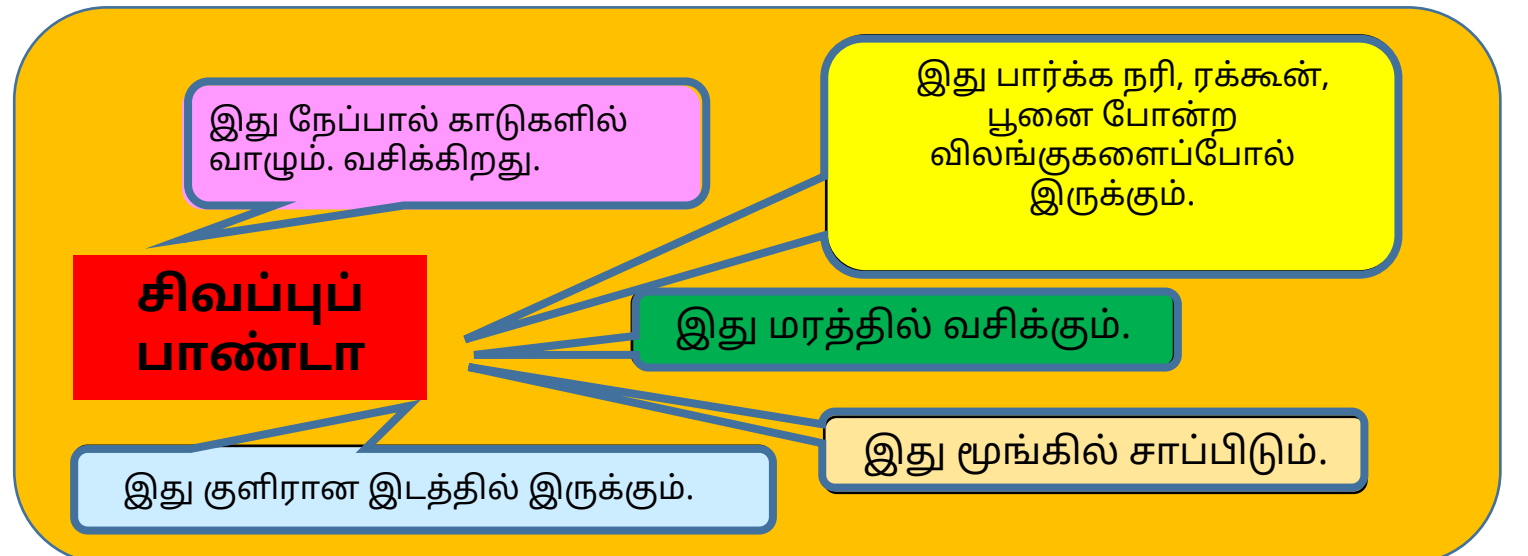 இது நேப்பால் காடுகளில்
வாழும். வசிக்கிறது.
இது பார்க்க நரி, ரக்கூன்,
பூனை போன்ற
விலங்குகளைப்போல்
இருக்கும்.
சிவப்புப்
பாண்டா
இது மரத்தில் வசிக்கும்.
இது மூங்கில் சாப்பிடும்.
இது குளிரான இடத்தில் இருக்கும்.